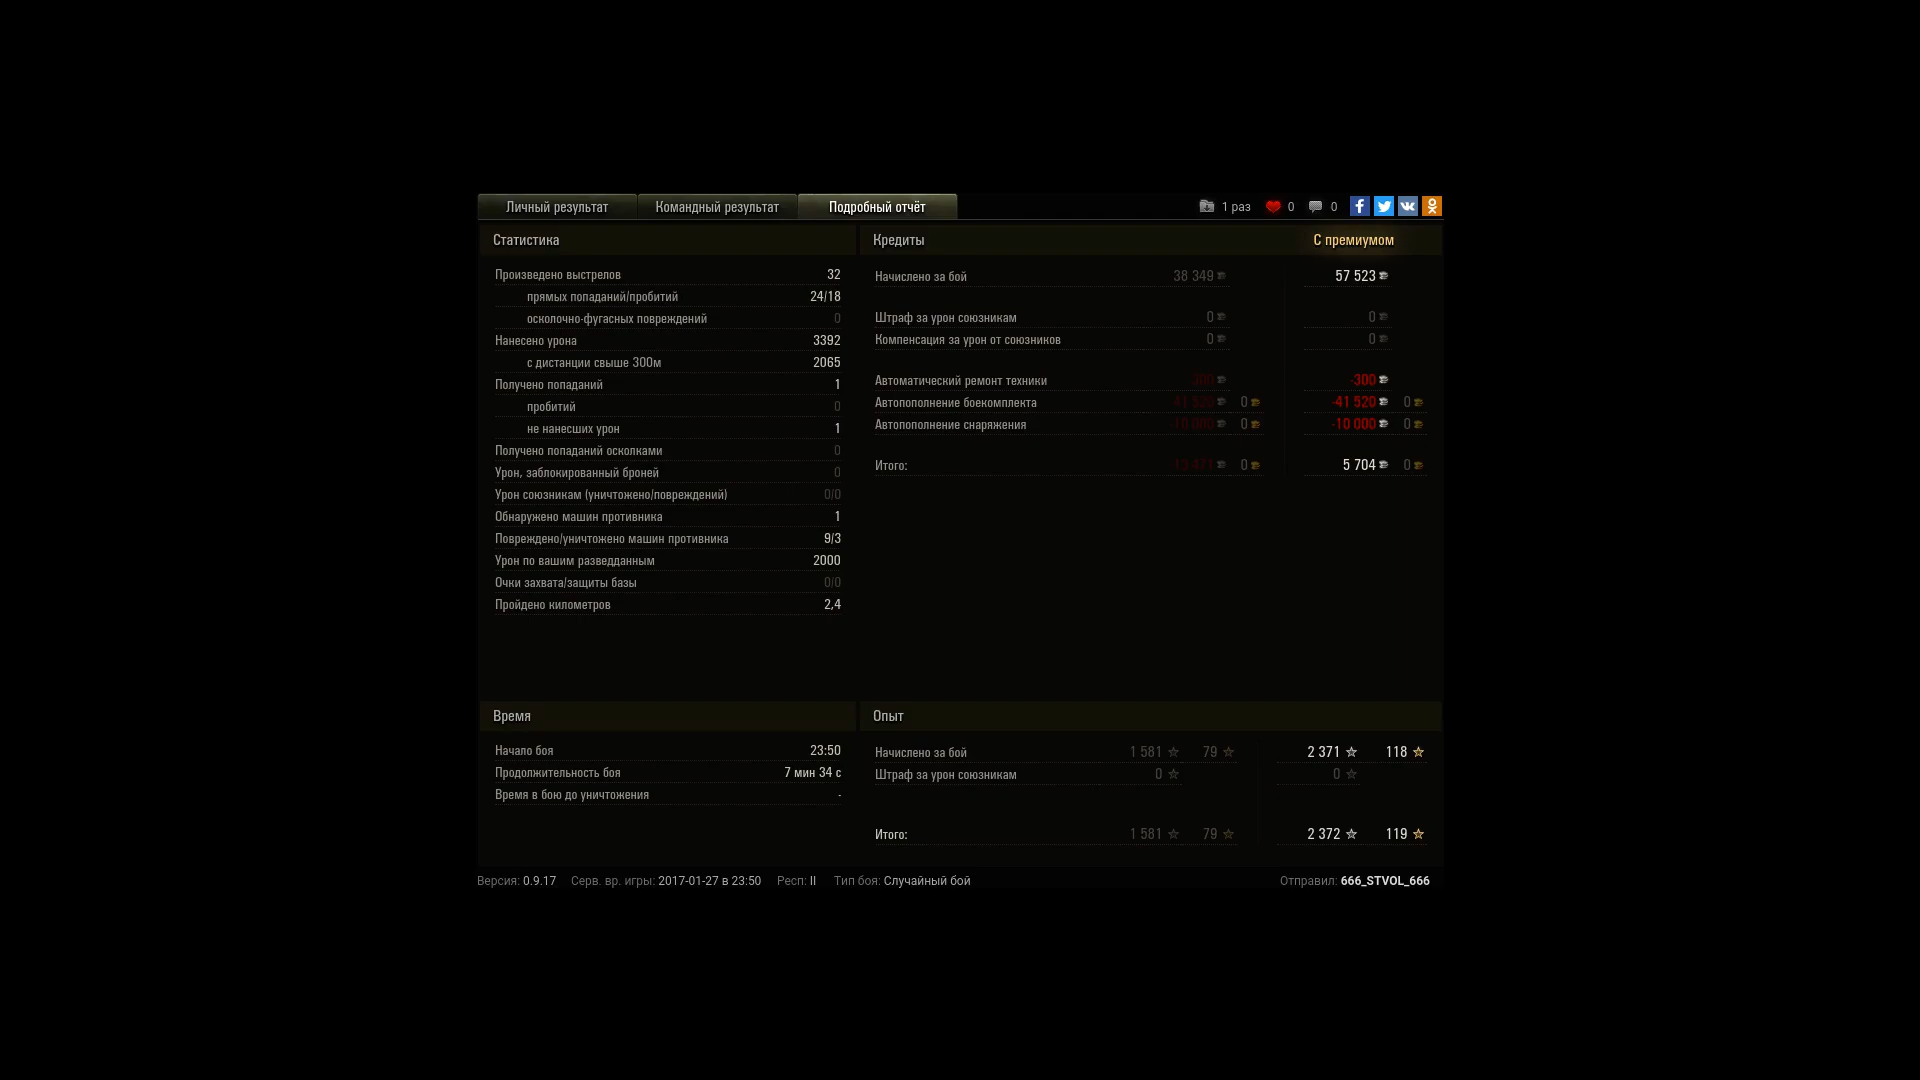 Личный результат Командный результат Подробный отчёт 1 раз 0 0
Статистика
Произведено выстрелов 32
прямых попаданий/пробитий 24/18
осколочно-фугасных повреждений 0
Нанесено урона 3392
с дистанции свыше 300м 2065
Получено попаданий 1
пробитий 0
не нанесших урон 1
Получено попаданий осколками 0
Урон, заблокированный броней 0
Урон союзникам (уничтожено/повреждений) 0/0
Обнаружено машин противника 1
Повреждено/уничтожено машин противника 9/3
Урон по вашим разведданным 2000
Очки захвата/защиты базы 0/0
Пройдено километров 2,4
Кредиты С премиумом
Начислено за бой 38 349 57 523
Штраф за урон союзникам 0 0
Компенсация за урон от союзников 0 0
Автоматический ремонт техники -300 -300
Автопополнение боекомплекта -41 520 0 -41 520 0
Автопополнение снаряжения -10 000 0 -10 000 0
Итого: -13 471 0 5 704 0
Время
Начало боя 23:50
Продолжительность боя 7 мин 34 с
Время в бою до уничтожения -
Опыт
Начислено за бой 1 581 79 2 371 118
Штраф за урон союзникам 0 0
Итого: 1 581 79 2 372 119
Версия: 0.9.17 Серв. вр. игры: 2017-01-27 в 23:50 Респ: II Тип боя: Случайный бой Отправил: 666_STVOL_666